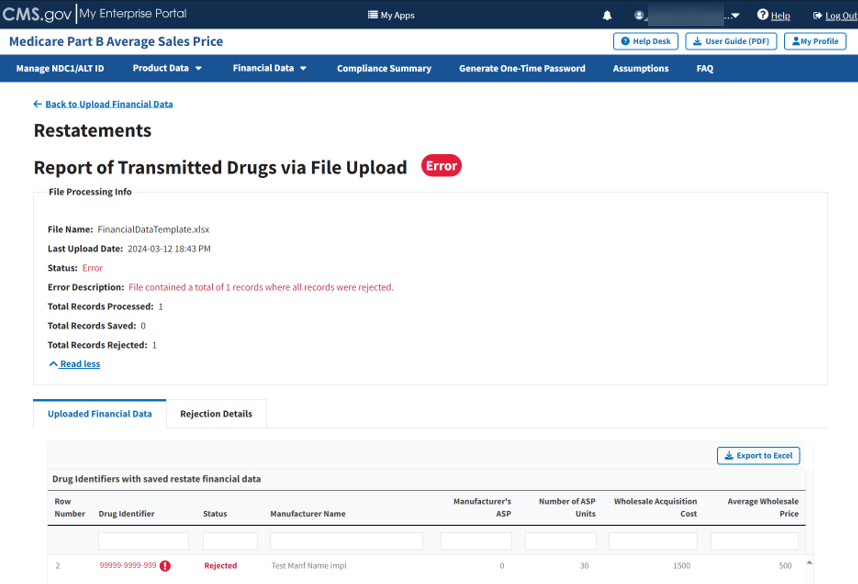 CMS.gov My Enterprise Portal My Apps ... Help Log Out
Medicare Part B Average Sales Price Help Desk User Guide (PDF) My Profile
Manage NDC1/ALT ID Product Data Financial Data Compliance Summary Generate One-Time Password Assumptions FAQ
Back to Upload Financial Data
Restatements
Report of Transmitted Drugs via File Upload Error
File Processing Info
File Name: FinancialDataTemplate.xlsx
Last Upload Date: 2024-03-12 18:43 PM
Status: Error
Error Description: File contained a total of 1 records where all records were rejected.
Total Records Processed: 1
Total Records Saved: 0
Total Records Rejected: 1
Read less
Uploaded Financial Data Rejection Details
Export to Excel
Drug Identifiers with saved restate financial data
Row Manufacturer's Number of ASP Wholesale Acquisition Average Wholesale
Number Drug Identifier Status Manufacturer Name ASP Units Cost Price
2 99999-9999-999 Rejected Test Manf Name impl 0 30 1500 500